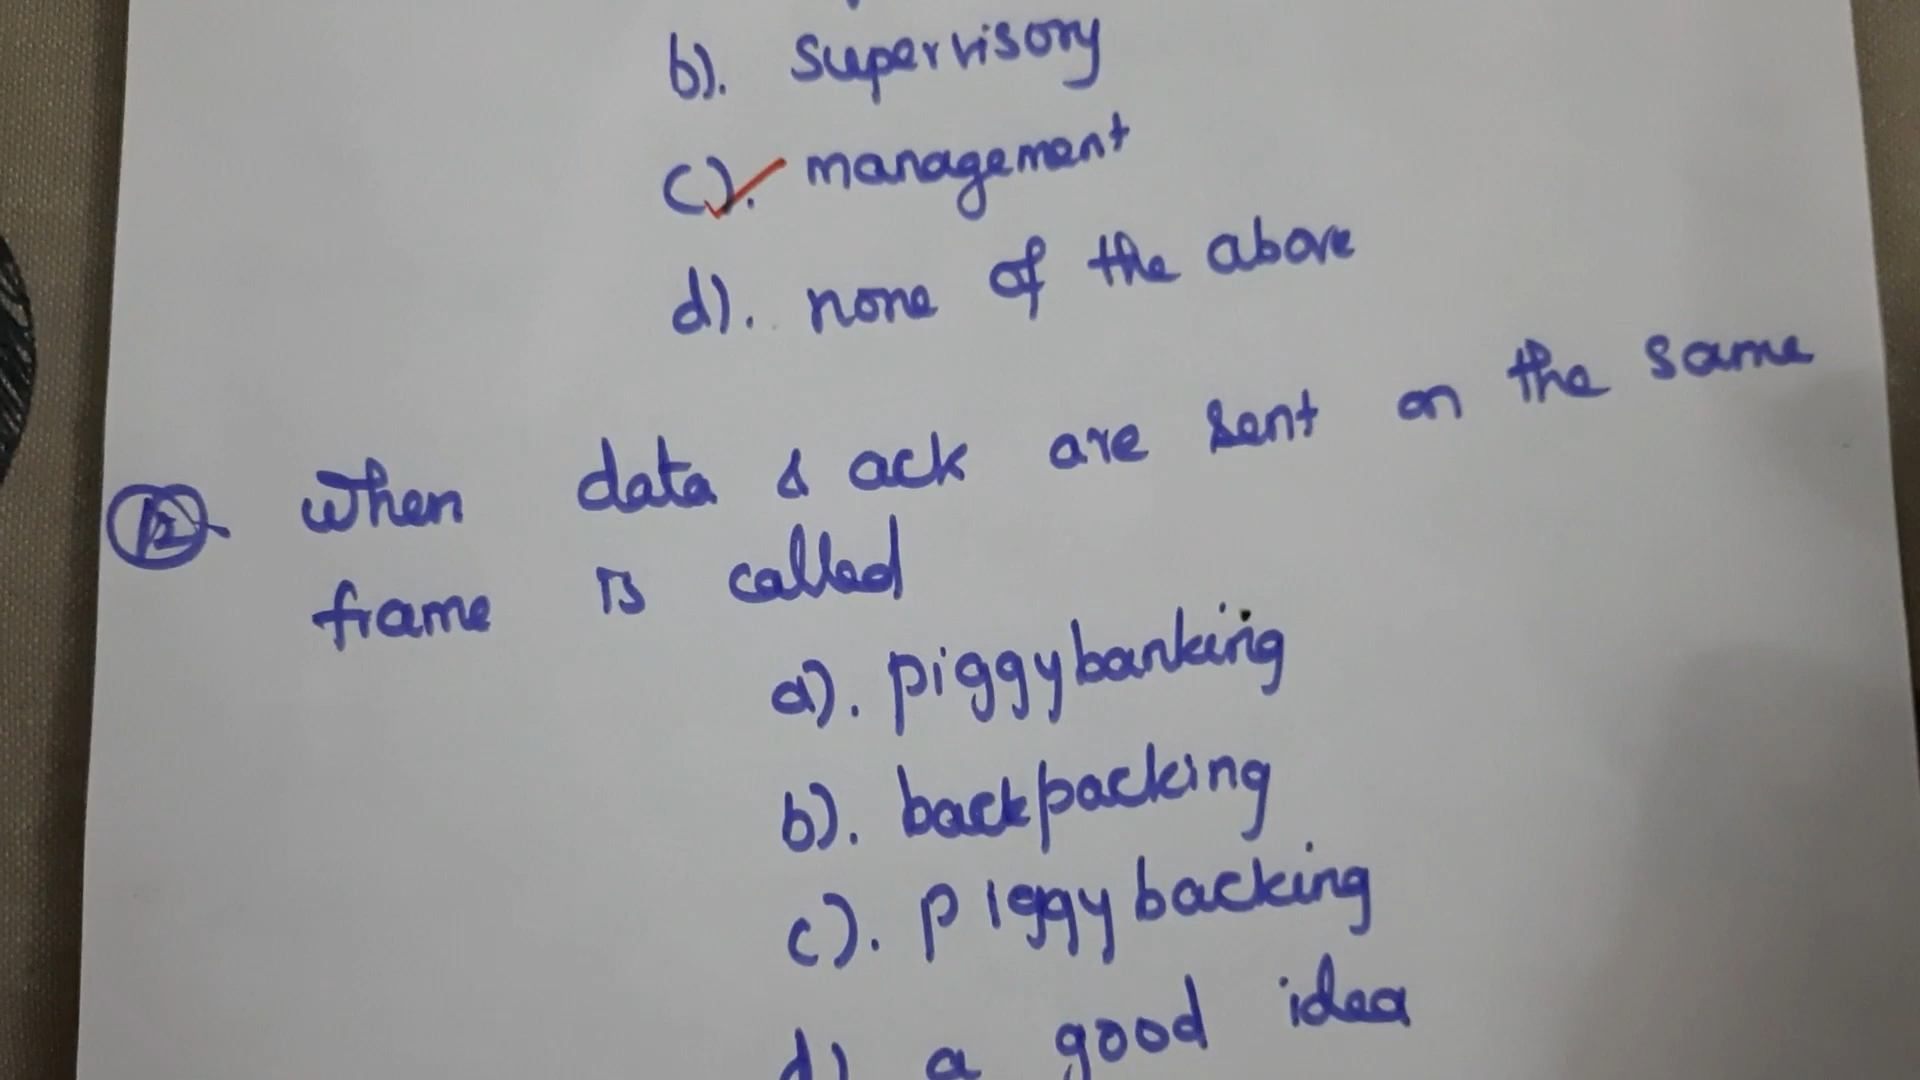 b). Supervisory
c). management
d). none of the above
12. When data & ack are sent on the same
frame is called
a). piggybanking
b). backpacking
c). piggybacking
d) a good idea